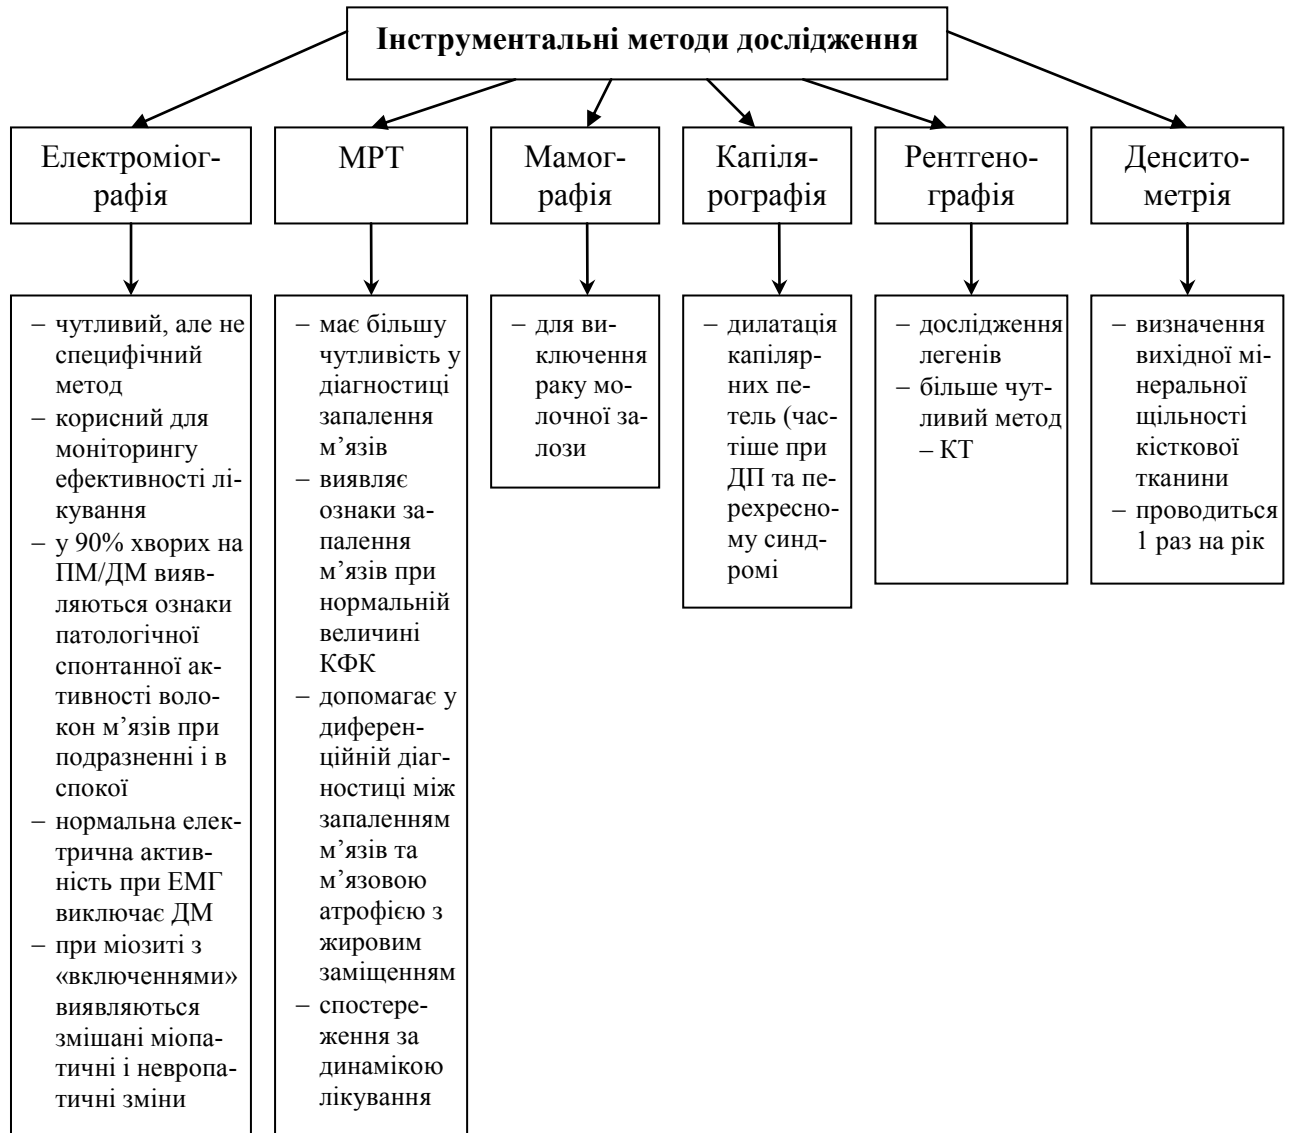 Інструментальні методи дослідження
Електроміог-
рафія
МРТ
Мамог-
рафія
Капіля-
рографія
Рентгено-
графія
Денсито-
метрія
– чутливий, але не
специфічний
метод
– корисний для
моніторингу
ефективності лі-
кування
– у 90% хворих на
ПМ/ДМ вияв-
ляються ознаки
патологічної
спонтанної ак-
тивності воло-
кон м’язів при
подразненні і в
спокої
– нормальна елек-
трична актив-
ність при ЕМГ
виключає ДМ
– при міозиті з
«включеннями»
виявляються
змішані міопа-
тичні і невропа-
тичні зміни
– має більшу
чутливість у
діагностиці
запалення
м’язів
– виявляє
ознаки за-
палення
м’язів при
нормальній
величині
КФК
– допомагає у
диферен-
ційній діаг-
ностиці між
запаленням
м’язів та
м’язовою
атрофією з
жировим
заміщенням
– спостере-
ження за
динамікою
лікування
– для ви-
ключення
раку мо-
лочної за-
лози
– дилатація
капіляр-
них пе-
тель (час-
тіше при
ДП та пе-
рехресно-
му синд-
ромі
– дослідження
легенів
– більше чут-
ливий метод
– КТ
– визначення
вихідної мі-
неральної
щільності
кісткової
тканини
– проводиться
1 раз на рік